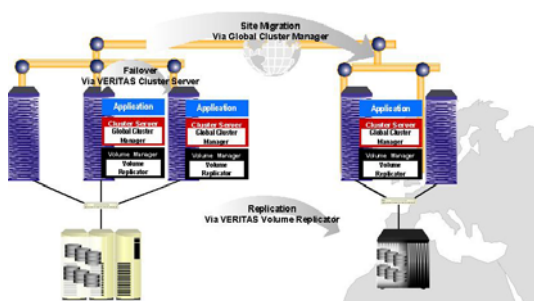 Site Migration
Via Global Cluster Manager
Failover
Via VERITAS Cluster Server
Application
Cluster Server
Global Cluster
Manager
Volume Manager
Volume
Replicator
Application
Cluster Server
Global Cluster
Manager
Volume Manager
Volume
Replicator
Application
Cluster Server
Global Cluster
Manager
Volume Manager
Volume
Replicator
Replication
Via VERITAS Volume Replicator